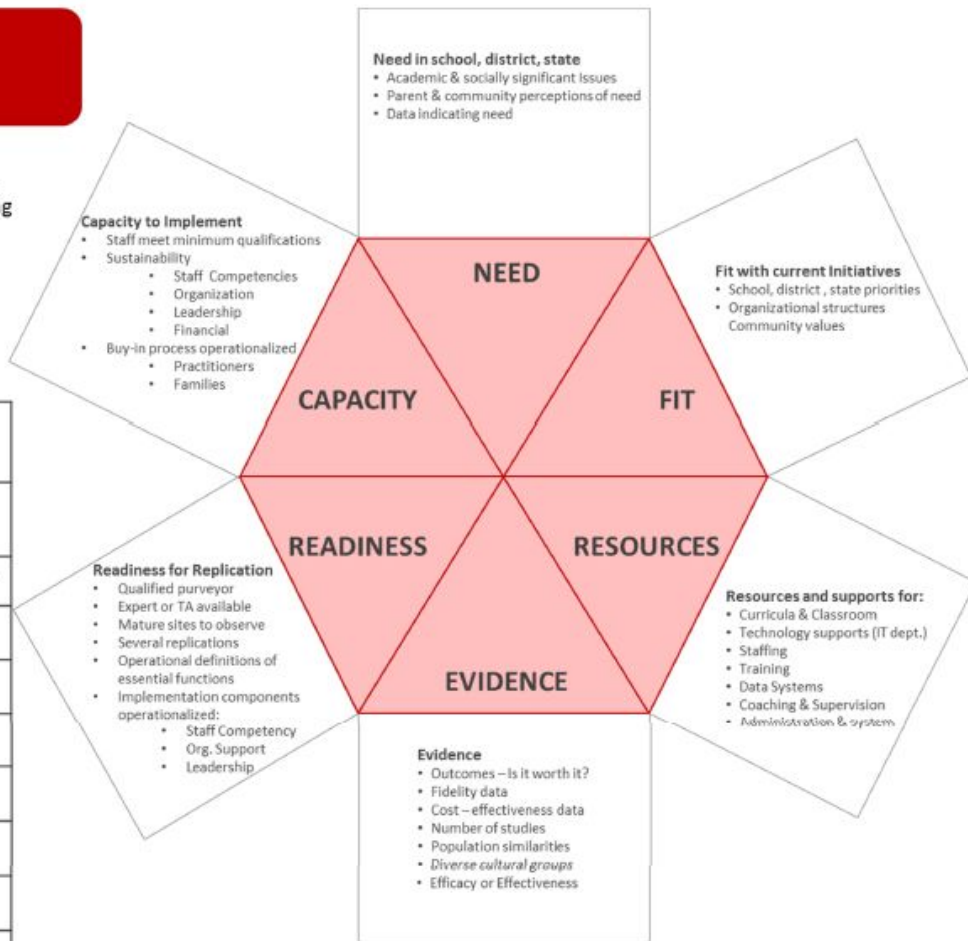 Need in school, district, state
• Academic & socially significant Issues
• Parent & community perceptions of need
• Data indicating need
Capacity to Implement
• Staff meet minimum qualifications
• Sustainability
• Staff Competencies
• Organization
• Leadership
• Financial
• Buy-in process operationalized
• Practitioners
• Families
Fit with current Initiatives
• School, district , state priorities
• Organizational structures
Community values
NEED
CAPACITY
FIT
READINESS
RESOURCES
EVIDENCE
Readiness for Replication
• Qualified purveyor
• Expert or TA available
• Mature sites to observe
• Several replications
• Operational definitions of
essential functions
• Implementation components
operationalized:
• Staff Competency
• Org. Support
• Leadership
Resources and supports for:
• Curricula & Classroom
• Technology supports (IT dept.)
• Staffing
• Training
• Data Systems
• Coaching & Supervision
• Administration & system
Evidence
• Outcomes – Is it worth it?
• Fidelity data
• Cost – effectiveness data
• Number of studies
• Population similarities
• Diverse cultural groups
• Efficacy or Effectiveness